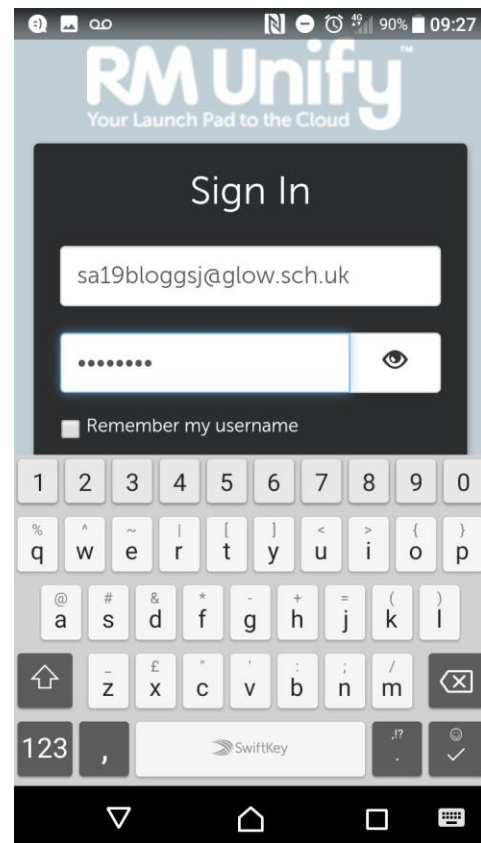 90% 09:27
RM Unify™
Your Launch Pad to the Cloud
Sign In
sa19bloggsj@glow.sch.uk
••••••••
Remember my username
1 2 3 4 5 6 7 8 9 0
% ^ ~ | [ ] < > { }
q w e r t y u i o p
@ # & * - + = ( )
a s d f g h j k l
_ £ " ' : ; /
z x c v b n m
,!?
123 , SwiftKey .